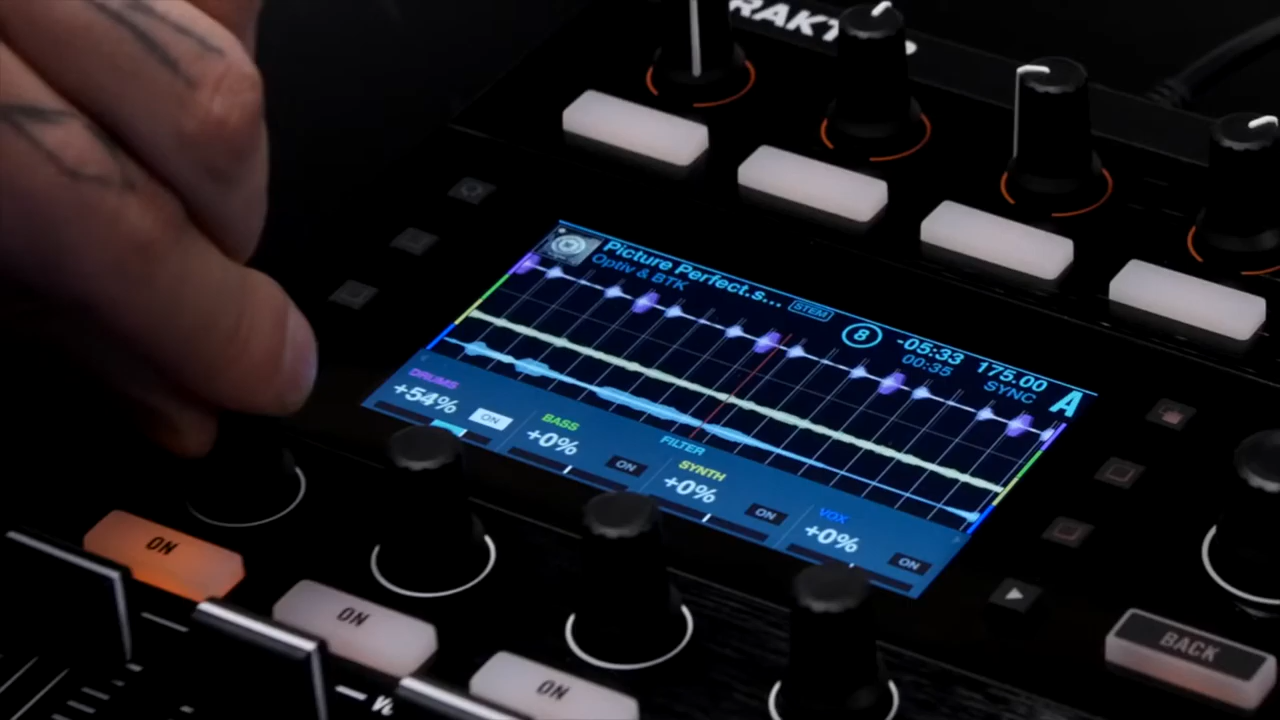 RAKT
Picture Perfect.s...
STEM
Optiv & BTK
8
-05:33
175.00
00:35
SYNC
A
DRUMS
+54%
ON
BASS
+0%
ON
FILTER
SYNTH
+0%
ON
VOX
+0%
ON
ON
ON
ON
BACK